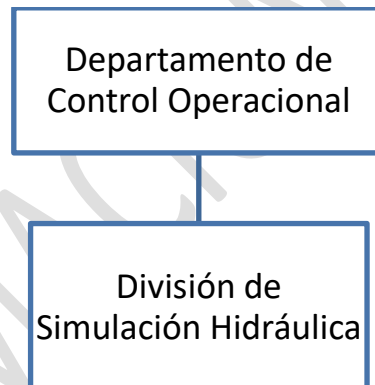 Departamento de
Control Operacional
División de
Simulación Hidráulica